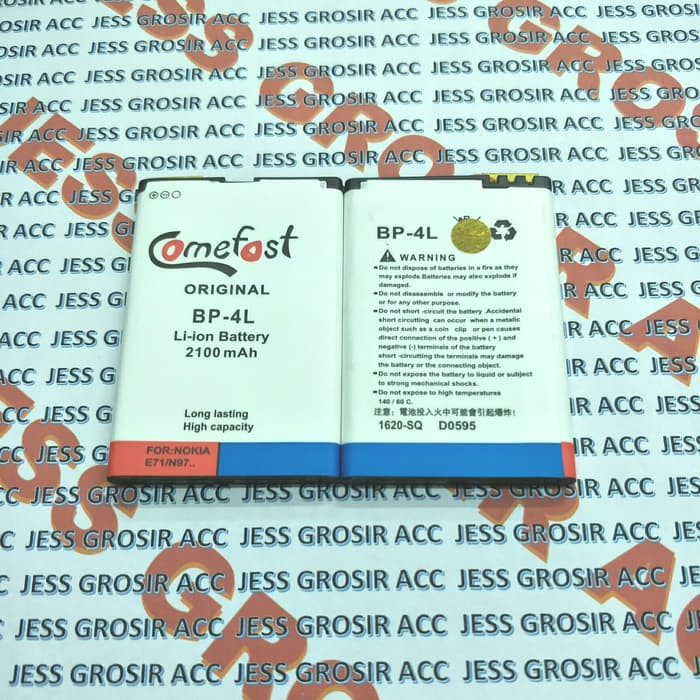 Comefast
ORIGINAL
BP-4L
Li-ion Battery
2100 mAh
Long lasting
High capacity
FOR:NOKIA
E71/N97..
BP-4L
WARNING
Do not dispose of batteries in a fire as they
may explode.Batteries may also explode if
damaged.
Do not disassemble or modify the battery
or for any other purpose.
Do not short -circuit the battery .Accidental
short circuiting can occur when a metallic
object such as a coin clip or pen causes
direct connection of the positive ( + ) and
negative (-) terminals of the battery
short -circuiting the terminals may damage
the battery or connecting object.
Do not expose the battery to liquid or subject
to strong mechanical shocks.
Do not expose to high temperatures
140 / 60 C.
注意: 電池投入火中可能會引起爆炸!
1620-SQ D0595
JESS GROSIR ACC